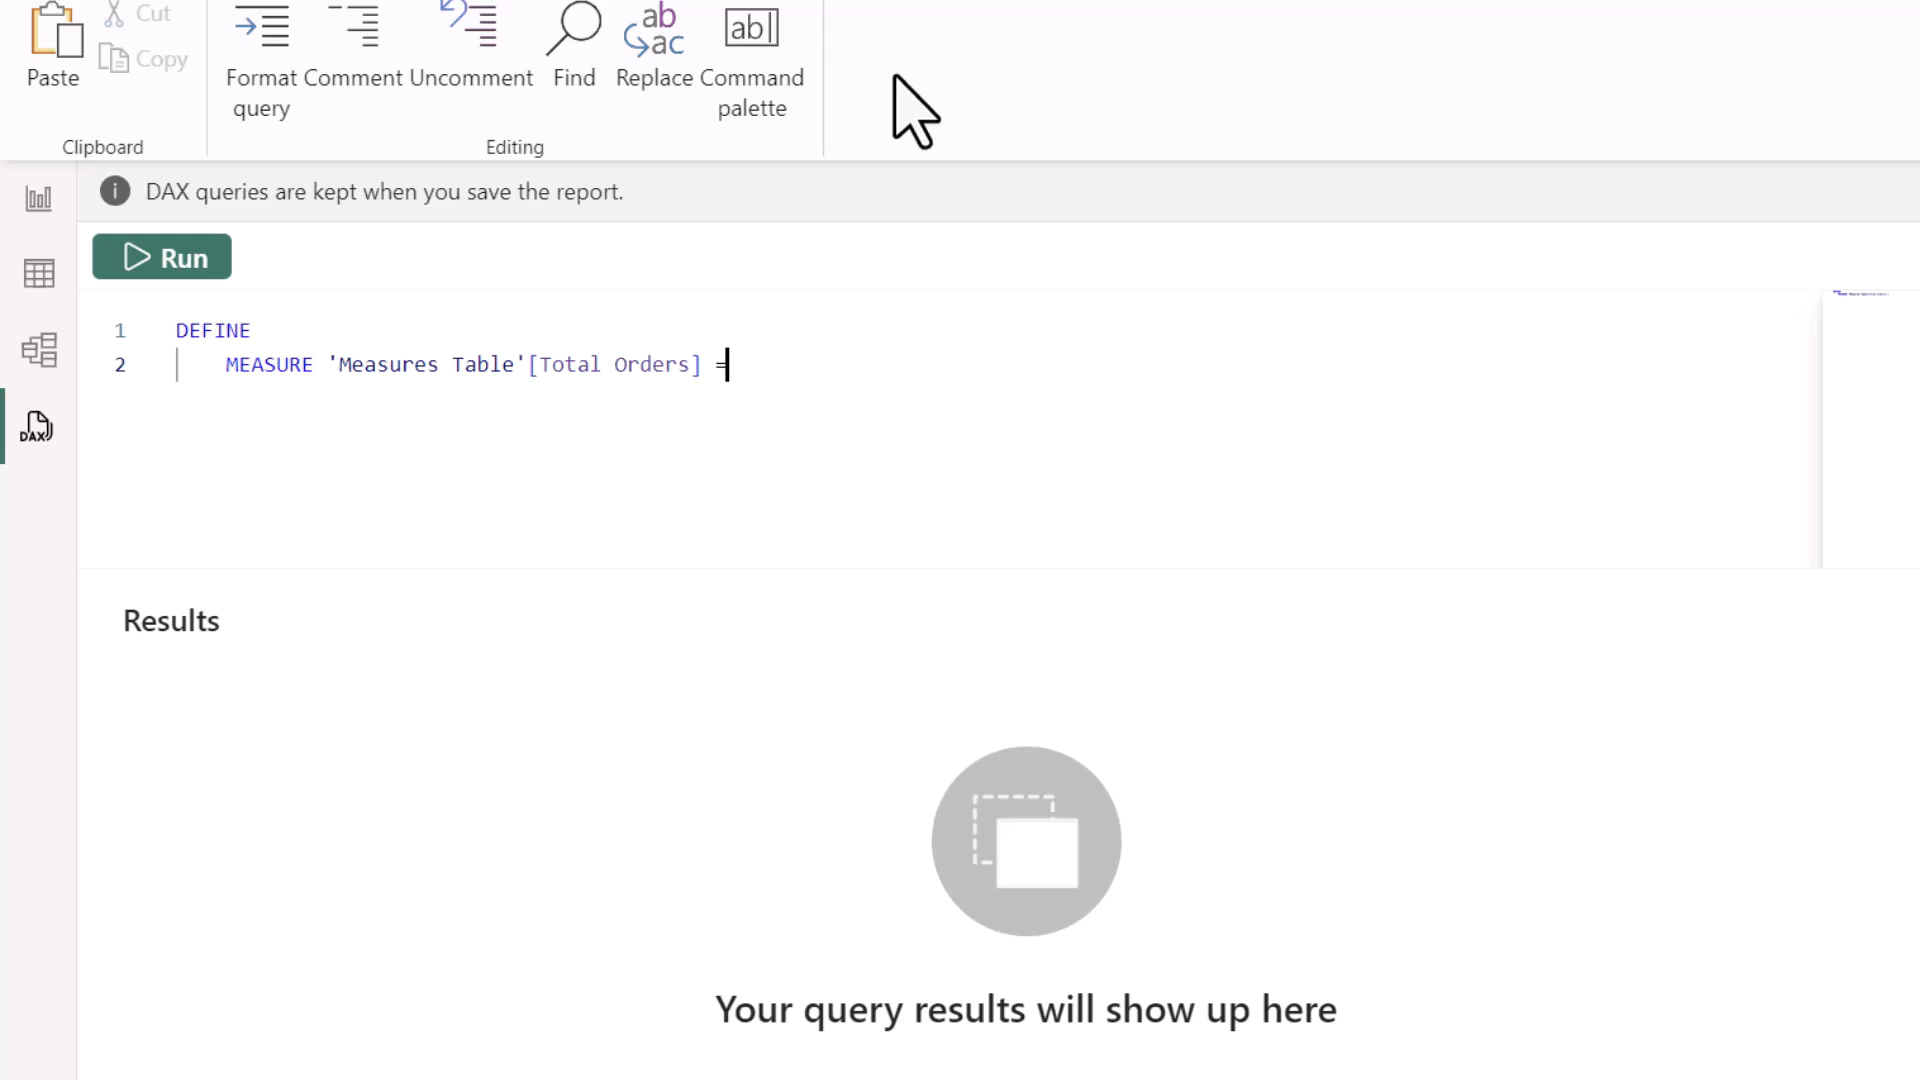 Cut
Copy
Paste
Clipboard
Format query
Comment
Uncomment
Find
ab
ac
Replace
ab|
Command palette
Editing
i DAX queries are kept when you save the report.
Run
DAX
1 DEFINE
2 MEASURE 'Measures Table'[Total Orders] =
Results
Your query results will show up here